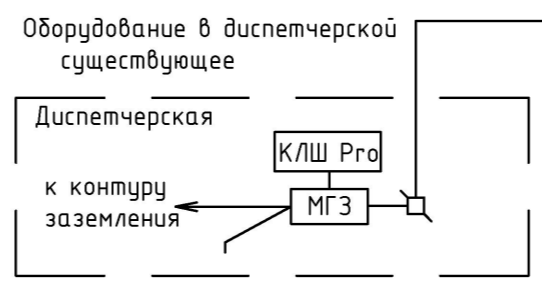 Оборудование в диспетчерской
существующее
Диспетчерская
КЛШ Pro
к контуру
заземления
МГЗ